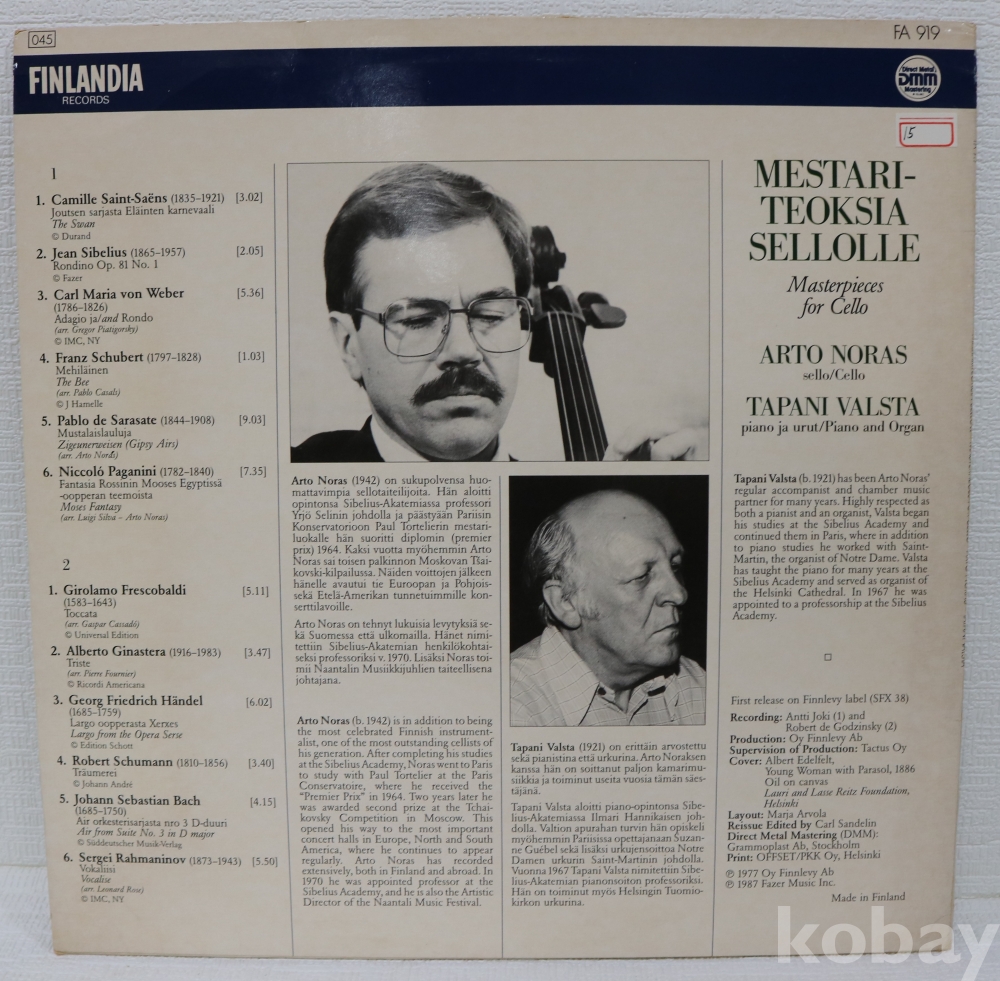 045
FA 919
FINLANDIA
RECORDS
Direct Metal
DMM
Mastering
15
1
1. Camille Saint-Saëns (1835–1921) [3.02]
Joutsen sarjasta Eläinten karnevaali
The Swan
© Durand
2. Jean Sibelius (1865–1957) [2.05]
Rondino Op. 81 No. 1
© Fazer
3. Carl Maria von Weber [5.36]
(1786–1826)
Adagio ja/and Rondo
(arr. Gregor Piatigorsky)
© IMC, NY
4. Franz Schubert (1797–1828) [1.03]
Mehiläinen
The Bee
(arr. Pablo Casals)
© J Hamelle
5. Pablo de Sarasate (1844–1908) [9.03]
Mustalaislauluja
Zigeunerweisen (Gipsy Airs)
(arr. Arto Noras)
6. Niccoló Paganini (1782–1840) [7.35]
Fantasia Rossinin Mooses Egyptissä
-oopperan teemoista
Moses Fantasy
(arr. Luigi Silva – Arto Noras)
2
1. Girolamo Frescobaldi [5.11]
(1583–1643)
Toccata
(arr. Gaspar Cassadó)
© Universal Edition
2. Alberto Ginastera (1916–1983) [3.47]
Triste
(arr. Pierre Fournier)
© Ricordi Americana
3. Georg Friedrich Händel [6.02]
(1685–1759)
Largo oopperasta Xerxes
Largo from the Opera Serse
© Edition Schott
4. Robert Schumann (1810–1856) [3.40]
Träumerei
© Johann André
5. Johann Sebastian Bach [4.15]
(1685–1750)
Air orkesterisarjasta nro 3 D-duuri
Air from Suite No. 3 in D major
© Süddeutscher Musik-Verlag
6. Sergei Rahmaninov (1873–1943) [5.50]
Vokaliisi
Vocalise
(arr. Leonard Rose)
© IMC, NY
Arto Noras (1942) on sukupolvensa huo-
mattavimpia sellotaiteilijoita. Hän aloitti
opintonsa Sibelius-Akatemiassa professori
Yrjö Selinin johdolla ja päästyään Pariisin
Konservatorioon Paul Tortelierin mestari-
luokalle hän suoritti diplomin (premier
prix) 1964. Kaksi vuotta myöhemmin Arto
Noras sai toisen palkinnon Moskovan Tšai-
kovski-kilpailussa. Näiden voittojen jälkeen
hänelle avautui tie Euroopan ja Pohjois-
sekä Etelä-Amerikan tunnetuimmille kon-
serttilavoille.
Arto Noras on tehnyt lukuisia levytyksiä se-
kä Suomessa että ulkomailla. Hänet nimi-
tettiin Sibelius-Akatemian henkilökohtai-
seksi professoriksi v. 1970. Lisäksi Noras toi-
mii Naantalin Musiikkijuhlien taiteellisena
johtajana.
Arto Noras (b. 1942) is in addition to being
the most celebrated Finnish instrument-
alist, one of the most outstanding cellists of
his generation. After completing his studies
at the Sibelius Academy, Noras went to Paris
to study with Paul Tortelier at the Paris
Conservatoire, where he received the
"Premier Prix" in 1964. Two years later he
was awarded second prize at the Tchai-
kovsky Competition in Moscow. This
opened his way to the most important
concert halls in Europe, North and South
America, where he continues to appear
regularly. Arto Noras has recorded
extensively, both in Finland and abroad. In
1970 he was appointed professor at the
Sibelius Academy, and he is also the Artistic
Director of the Naantali Music Festival.
Tapani Valsta (1921) on erittäin arvostettu
sekä pianistina että urkurina. Arto Noraksen
kanssa hän on soittanut paljon kamarimu-
siikkia ja toiminut useita vuosia tämän säes-
täjänä.
Tapani Valsta aloitti piano-opintonsa Sibe-
lius-Akatemiassa Ilmari Hannikaisen joh-
dolla. Valtion apurahan turvin hän opiskeli
myöhemmin Pariisissa opettajanaan Suzan-
ne Guébel sekä lisäksi urkujensoittoa Notre
Damen urkurin Saint-Martinin johdolla.
Vuonna 1967 Tapani Valsta nimitettiin Sibe-
lius-Akatemian pianonsoiton professoriksi.
Hän on toiminut myös Helsingin Tuomio-
kirkon urkurina.
MESTARI-
TEOKSIA
SELLOLLE
Masterpieces
for Cello
ARTO NORAS
sello/Cello
TAPANI VALSTA
piano ja urut/Piano and Organ
Tapani Valsta (b. 1921) has been Arto Noras'
regular accompanist and chamber music
partner for many years. Highly respected as
both a pianist and an organist, Valsta began
his studies at the Sibelius Academy and
continued them in Paris, where in addition
to piano studies he worked with Saint-
Martin, the organist of Notre Dame. Valsta
has taught the piano for many years at the
Sibelius Academy and served as organist of
the Helsinki Cathedral. In 1967 he was
appointed to a professorship at the Sibelius
Academy.
First release on Finnlevy label (SFX 38)
Recording: Antti Joki (1) and
Robert de Godzinsky (2)
Production: Oy Finnlevy Ab
Supervision of Production: Tactus Oy
Cover: Albert Edelfelt,
Young Woman with Parasol, 1886
Oil on canvas
Lauri and Lasse Reitz Foundation,
Helsinki
Layout: Marja Arvola
Reissue Edited by Carl Sandelin
Direct Metal Mastering (DMM):
Grammoplast Ab, Stockholm
Print: OFFSET/PKK Oy, Helsinki
℗ 1977 Oy Finnlevy Ab
℗ 1987 Fazer Music Inc.
Made in Finland
kobay